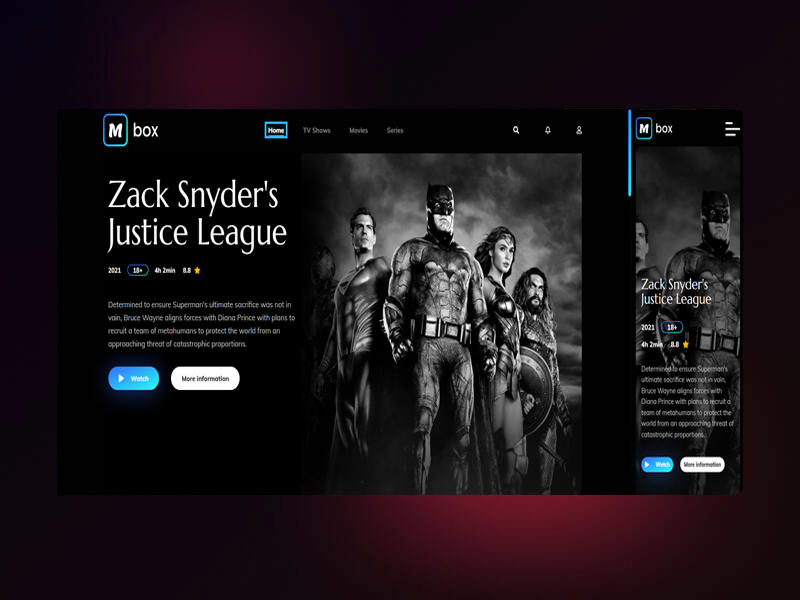 M box
Home TV Shows Movies Series
Zack Snyder's
Justice League
2021 18+ 4h 2min 8.8
Determined to ensure Superman's ultimate sacrifice was not in
vain, Bruce Wayne aligns forces with Diana Prince with plans to
recruit a team of metahumans to protect the world from an
approaching threat of catastrophic proportions.
Watch More information
M box
Zack Snyder's
Justice League
2021 18+
4h 2min 8.8
Determined to ensure Superman's
ultimate sacrifice was not in vain,
Bruce Wayne aligns forces with
Diana Prince with plans to recruit a
team of metahumans to protect the
world from an approaching threat of
catastrophic proportions.
Watch More information